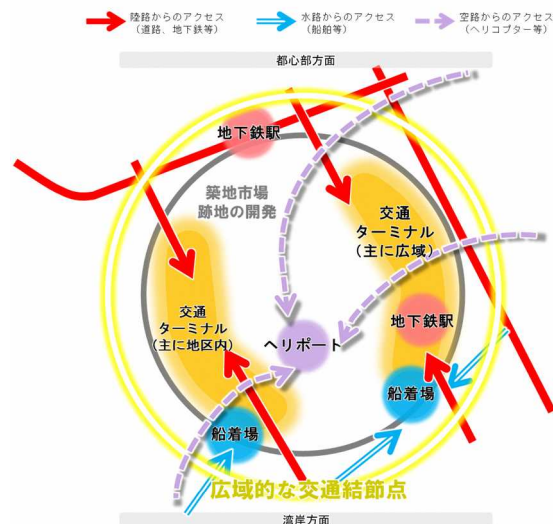 陸路からのアクセス
（道路、地下鉄等）
水路からのアクセス
（船舶等）
空路からのアクセス
（ヘリコプター等）
都心部方面
地下鉄駅
築地市場
跡地の開発
交通
ターミナル
（主に広域）
交通
ターミナル
（主に地区内）
ヘリポート
地下鉄駅
船着場
船着場
広域的な交通結節点
湾岸方面